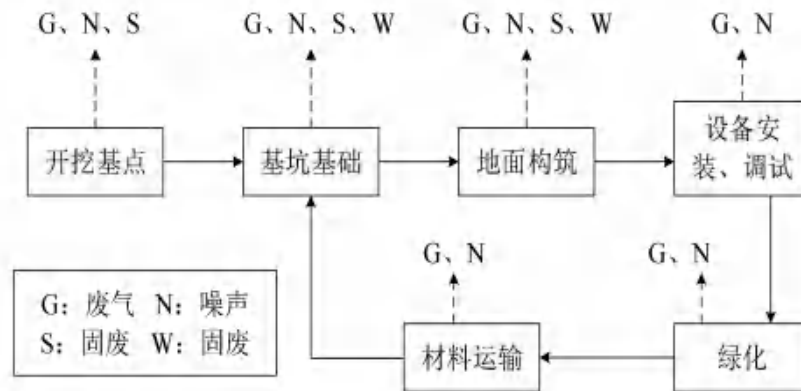 G、N、S
G、N、S、W
G、N、S、W
G、N
开挖基点
基坑基础
地面构筑
设备安
装、调试
G、N
G、N
G：废气 N：噪声
S：固废 W：固废
材料运输
绿化